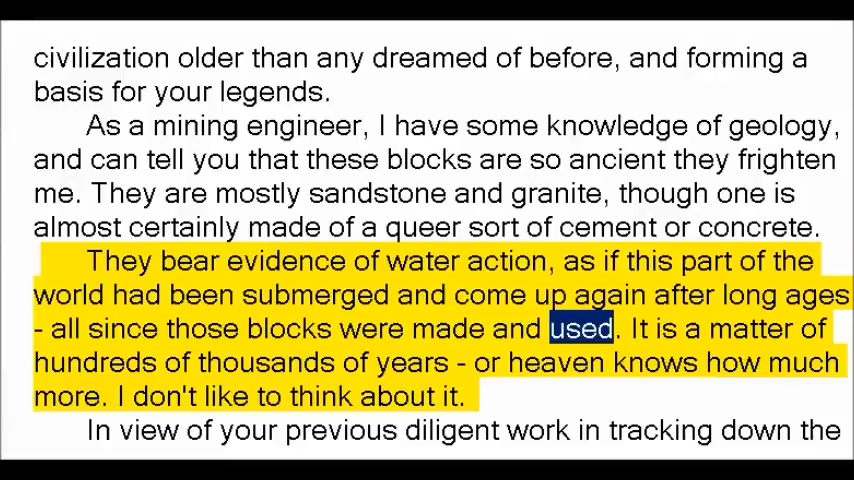 civilization older than any dreamed of before, and forming a
basis for your legends.
As a mining engineer, I have some knowledge of geology,
and can tell you that these blocks are so ancient they frighten
me. They are mostly sandstone and granite, though one is
almost certainly made of a queer sort of cement or concrete.
They bear evidence of water action, as if this part of the
world had been submerged and come up again after long ages
- all since those blocks were made and used. It is a matter of
hundreds of thousands of years - or heaven knows how much
more. I don't like to think about it.
In view of your previous diligent work in tracking down the